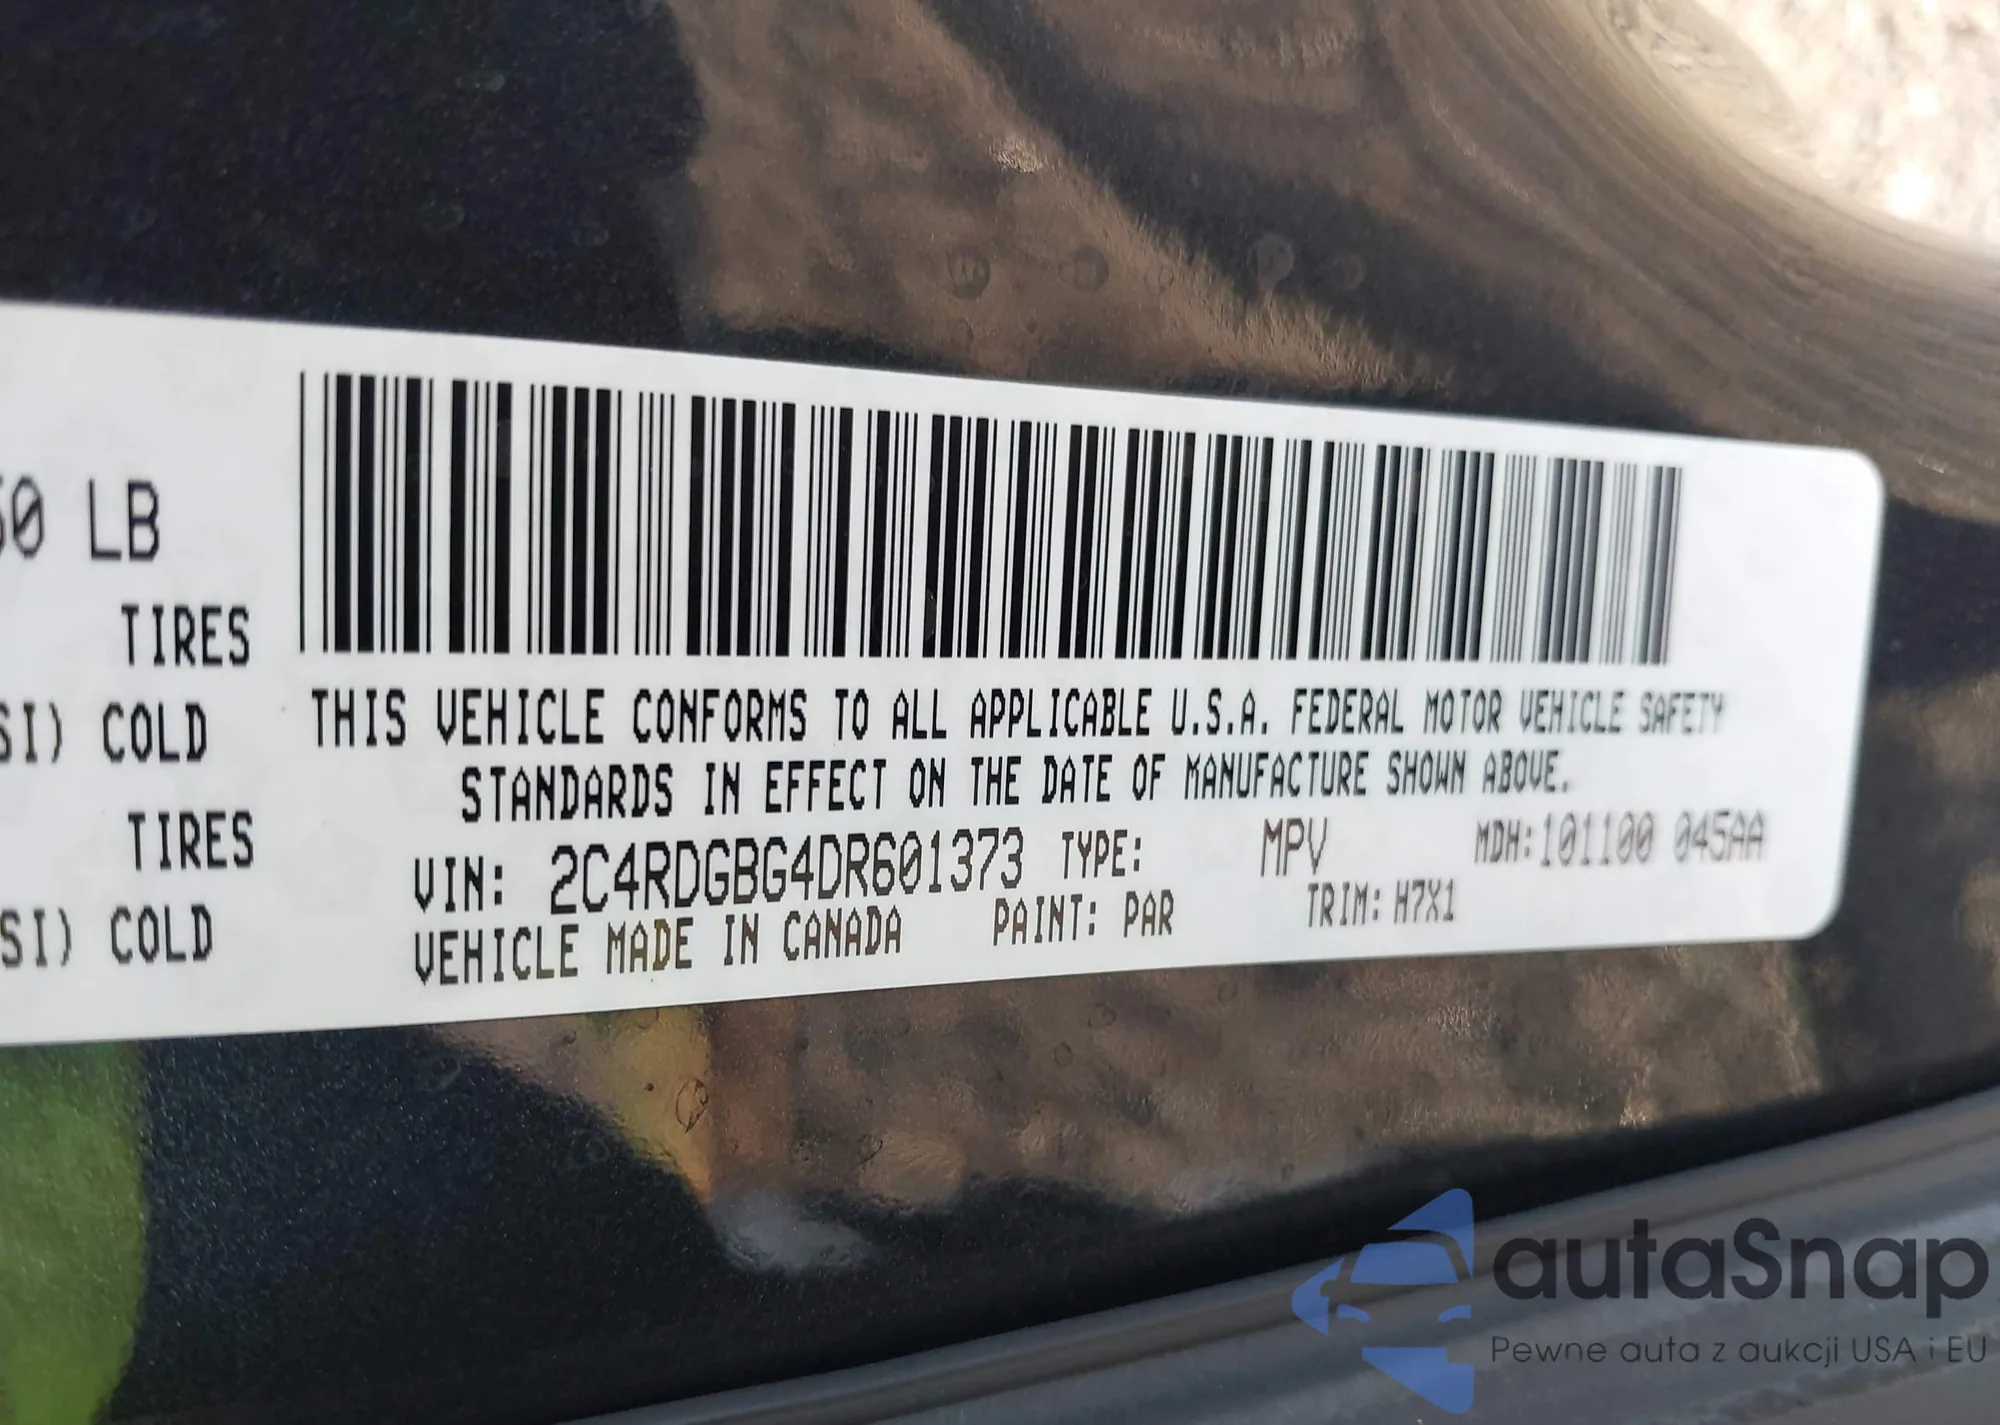 50 LB
TIRES
SI) COLD
TIRES
SI) COLD
THIS VEHICLE CONFORMS TO ALL APPLICABLE U.S.A. FEDERAL MOTOR VEHICLE SAFETY
STANDARDS IN EFFECT ON THE DATE OF MANUFACTURE SHOWN ABOVE.
VIN: 2C4RDGBG4DR601373 TYPE: MPV MDH:101100 045AA
VEHICLE MADE IN CANADA PAINT: PAR TRIM: H7X1
autaSnap
Pewne auta z aukcji USA i EU